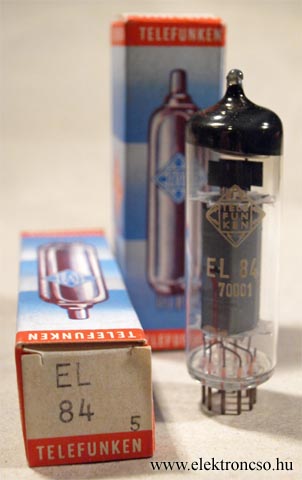 TELEFUNKEN
TELE
FUN
KEN
EL 84
70001
TELEFUNKEN
EL
84
5
TELEFUNKEN
www.elektroncso.hu